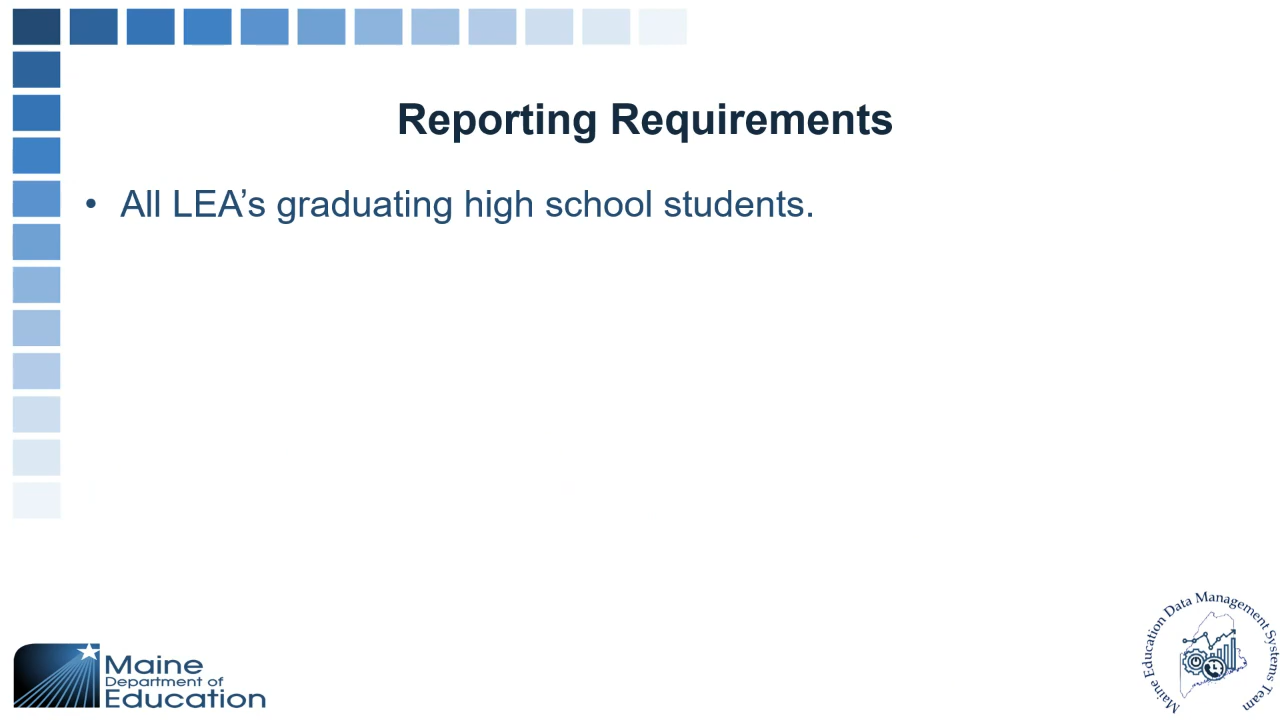 Reporting Requirements
• All LEA’s graduating high school students.
Maine
Department of
Education
Maine Education Data Management Systems Team